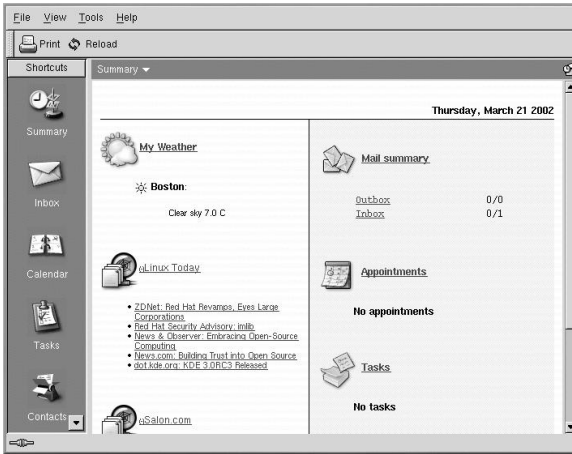 File View Tools Help
Print Reload
Shortcuts
Summary
Summary
Inbox
Calendar
Tasks
Contacts
Thursday, March 21 2002
My Weather
Boston:
Clear sky 7.0 C
Linux Today
• ZDNet: Red Hat Revamps, Eyes Large
Corporations
• Red Hat Security Advisory: imlib
• News & Observer: Embracing Open-Source
Computing
• News.com: Building Trust into Open Source
• dot.kde.org: KDE 3.0RC3 Released
Salon.com
Mail summary
Outbox 0/0
Inbox 0/1
Appointments
No appointments
Tasks
No tasks